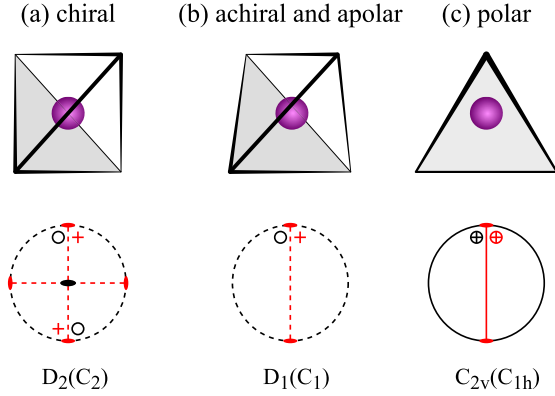 (a) chiral (b) achiral and apolar (c) polar
D₂(C₂) D₁(C₁) C₂ᵥ(C₁ₕ)